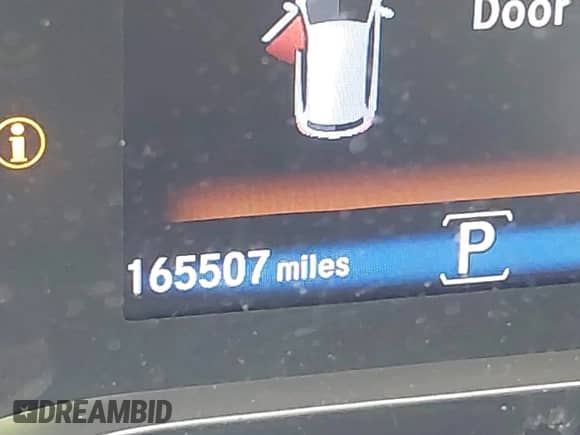 Door
i
165507 miles
P
DREAMBID